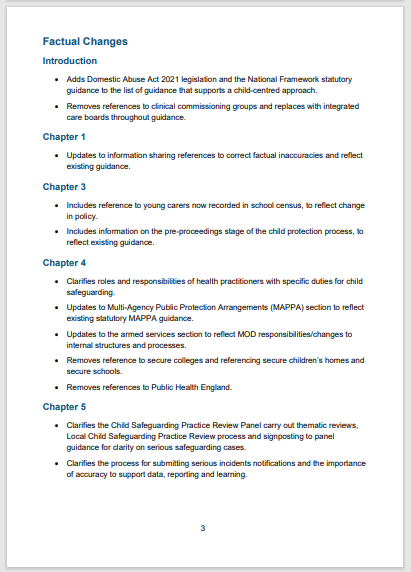 Factual Changes
Introduction
• Adds Domestic Abuse Act 2021 legislation and the National Framework statutory
guidance to the list of guidance that supports a child-centred approach.
• Removes references to clinical commissioning groups and replaces with integrated
care boards throughout guidance.
Chapter 1
• Updates to information sharing references to correct factual inaccuracies and reflect
existing guidance.
Chapter 3
• Includes reference to young carers now recorded in school census, to reflect change
in policy.
• Includes information on the pre-proceedings stage of the child protection process, to
reflect existing guidance.
Chapter 4
• Clarifies roles and responsibilities of health practitioners with specific duties for child
safeguarding.
• Updates to Multi-Agency Public Protection Arrangements (MAPPA) section to reflect
existing statutory MAPPA guidance.
• Updates to the armed services section to reflect MOD responsibilities/changes to
internal structures and processes.
• Removes reference to secure colleges and referencing secure children's homes and
secure schools.
• Removes references to Public Health England.
Chapter 5
• Clarifies the Child Safeguarding Practice Review Panel carry out thematic reviews,
Local Child Safeguarding Practice Review process and signposting to panel
guidance for clarity on serious safeguarding cases.
• Clarifies the process for submitting serious incidents notifications and the importance
of accuracy to support data, reporting and learning.
3